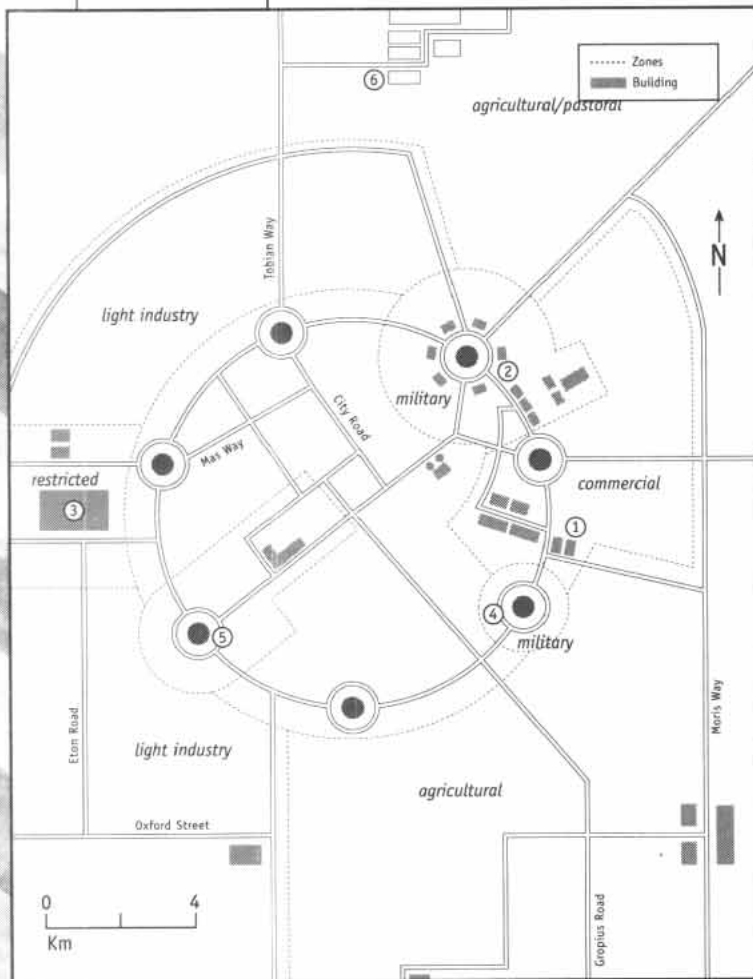 Zones
Building
6
agricultural/pastoral
N
Tobian Way
light industry
2
military
City Road
Mas Way
restricted
commercial
3
1
4
5
military
Moris Way
Eton Road
light industry
agricultural
Oxford Street
0 4
Km
Gropius Road